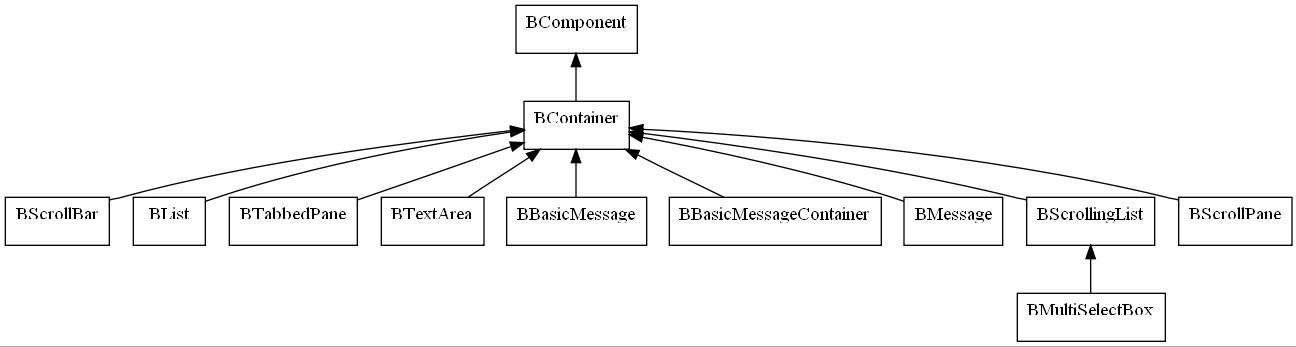 BComponent
BContainer
BScrollBar
BList
BTabbedPane
BTextArea
BBasicMessage
BBasicMessageContainer
BMessage
BScrollingList
BScrollPane
BMultiSelectBox